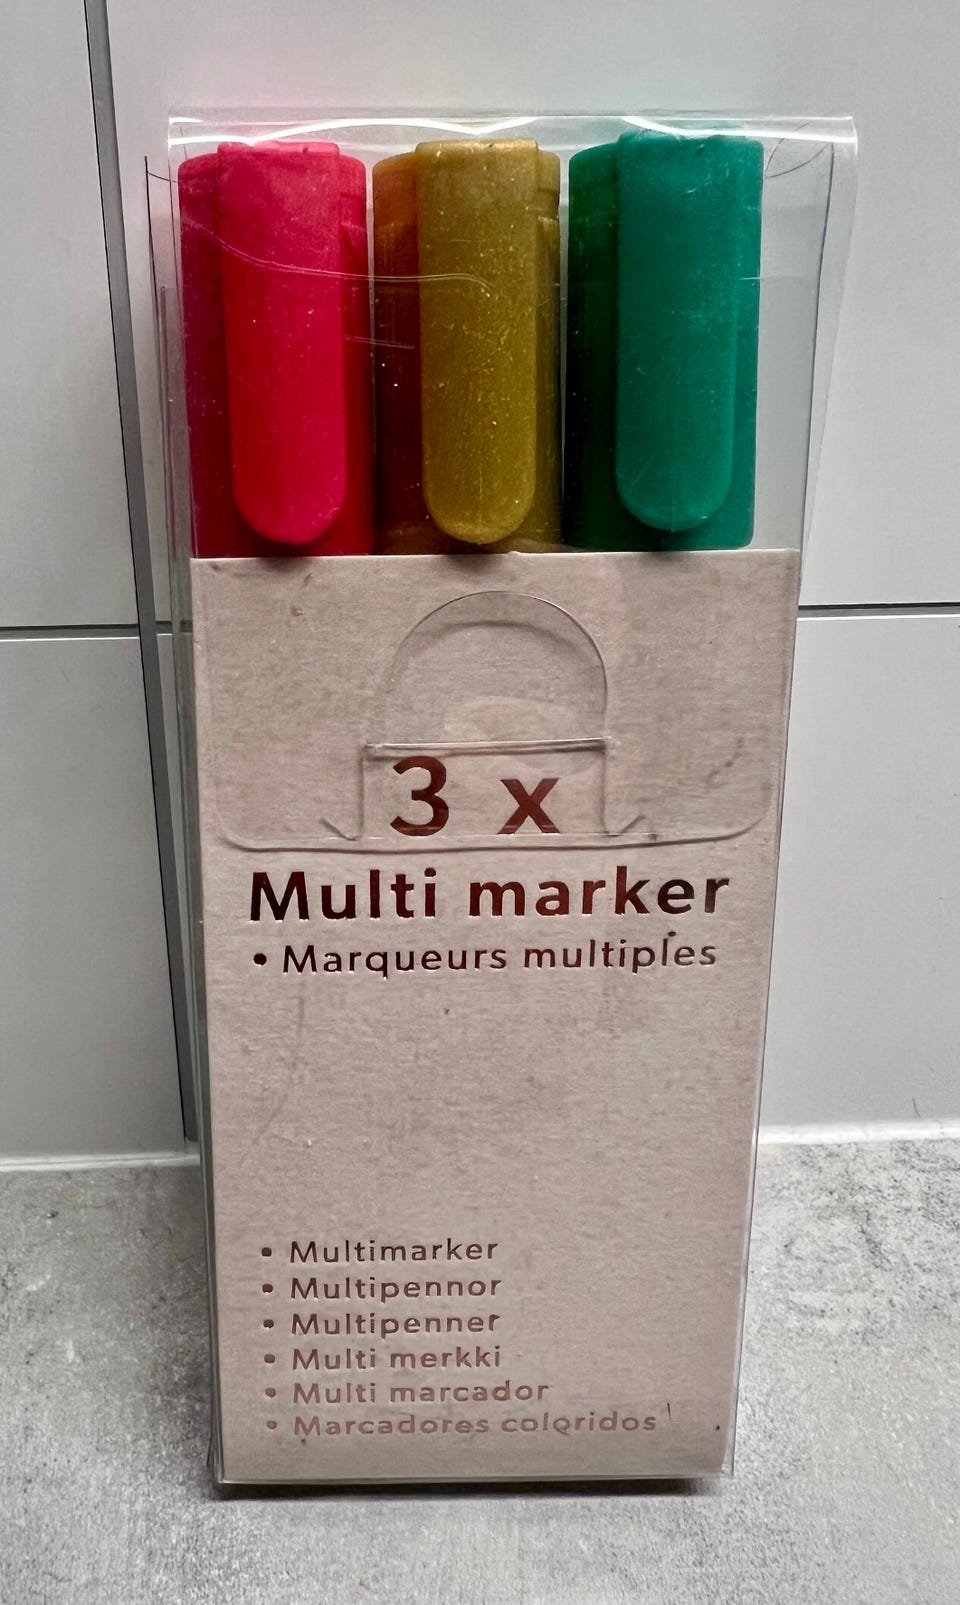 3 x
Multi marker
• Marqueurs multiples
• Multimarker
• Multipennor
• Multipenner
• Multi merkki
• Multi marcador
• Marcadores coloridos